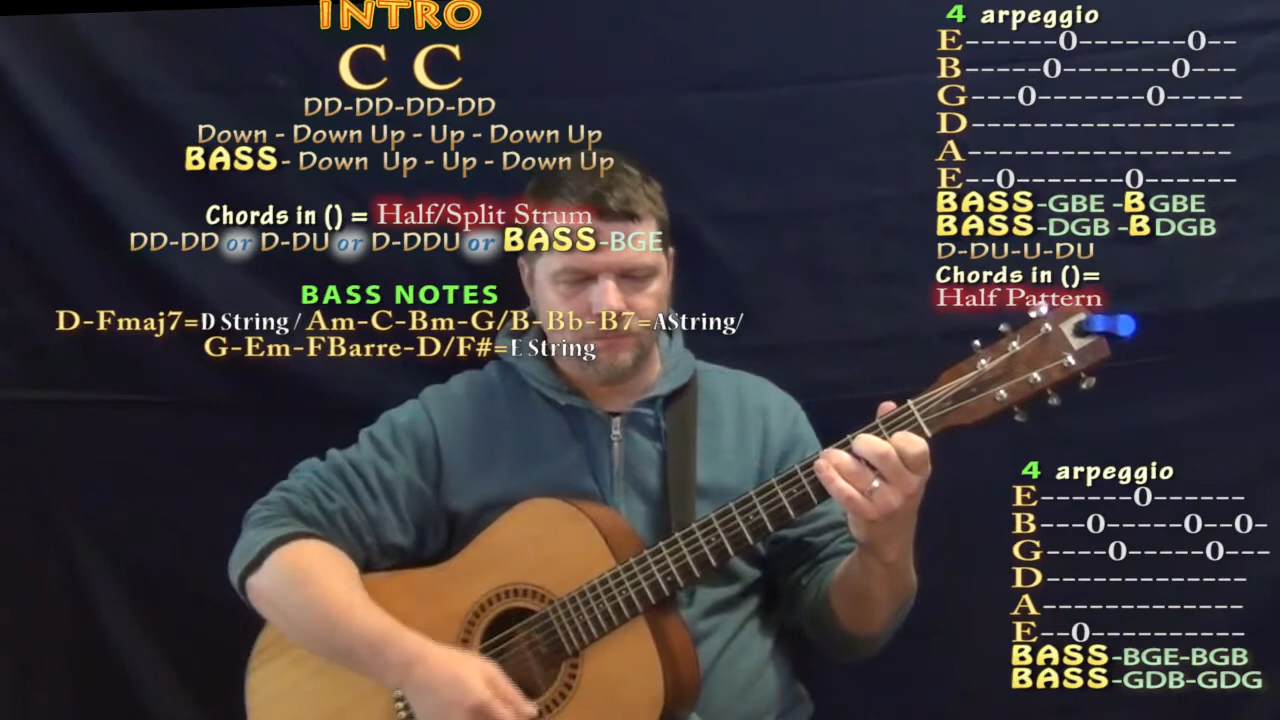 INTRO
C C
DD-DD-DD-DD
Down - Down Up - Up - Down Up
BASS - Down Up - Up - Down Up
Chords in () = Half/Split Strum
DD-DD or D-DU or D-DDU or BASS-BGE
BASS NOTES
D-Fmaj7=D String / Am-C-Bm-G/B-Bb-B7=AString/
G-Em-FBarre-D/F#=E String
4 arpeggio
E------0-------0--
B-----0-------0---
G---0-------0-----
D-----------------
A-----------------
E--0-------0------
BASS-GBE -BGBE
BASS-DGB -BDGB
D-DU-U-DU
Chords in ()=
Half Pattern
4 arpeggio
E------0------
B---0-----0--0-
G----0-----0---
D-------------
A-------------
E--0----------
BASS-BGE-BGB
BASS-GDB-GDG